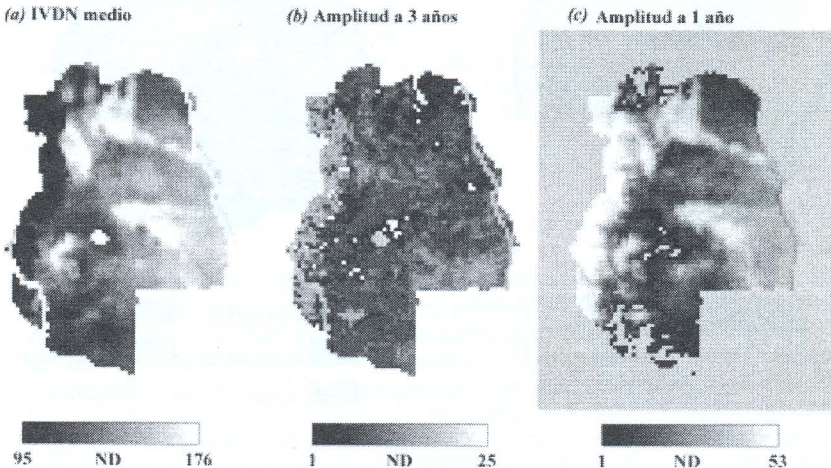 (a) IVDN medio
(b) Amplitud a 3 años
(c) Amplitud a 1 año
95 ND 176
1 ND 25
1 ND 53